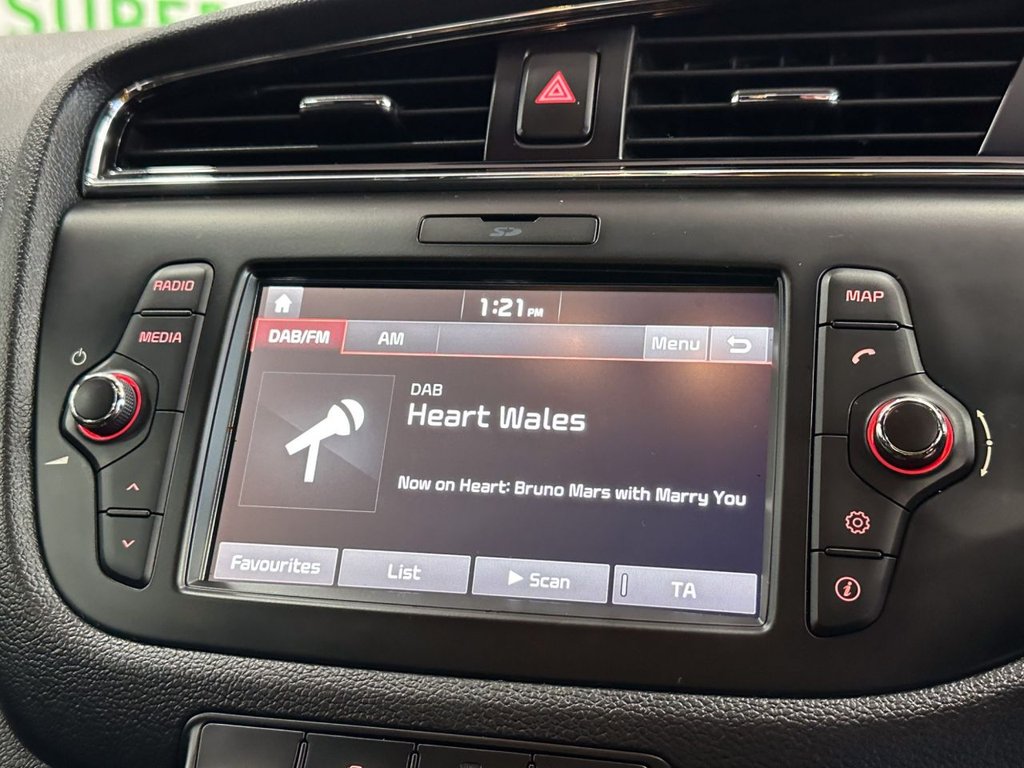 SUPER
SD
RADIO
MEDIA
1:21 PM
DAB/FM
AM
Menu
DAB
Heart Wales
Now on Heart: Bruno Mars with Marry You
Favourites
List
Scan
TA
MAP
i